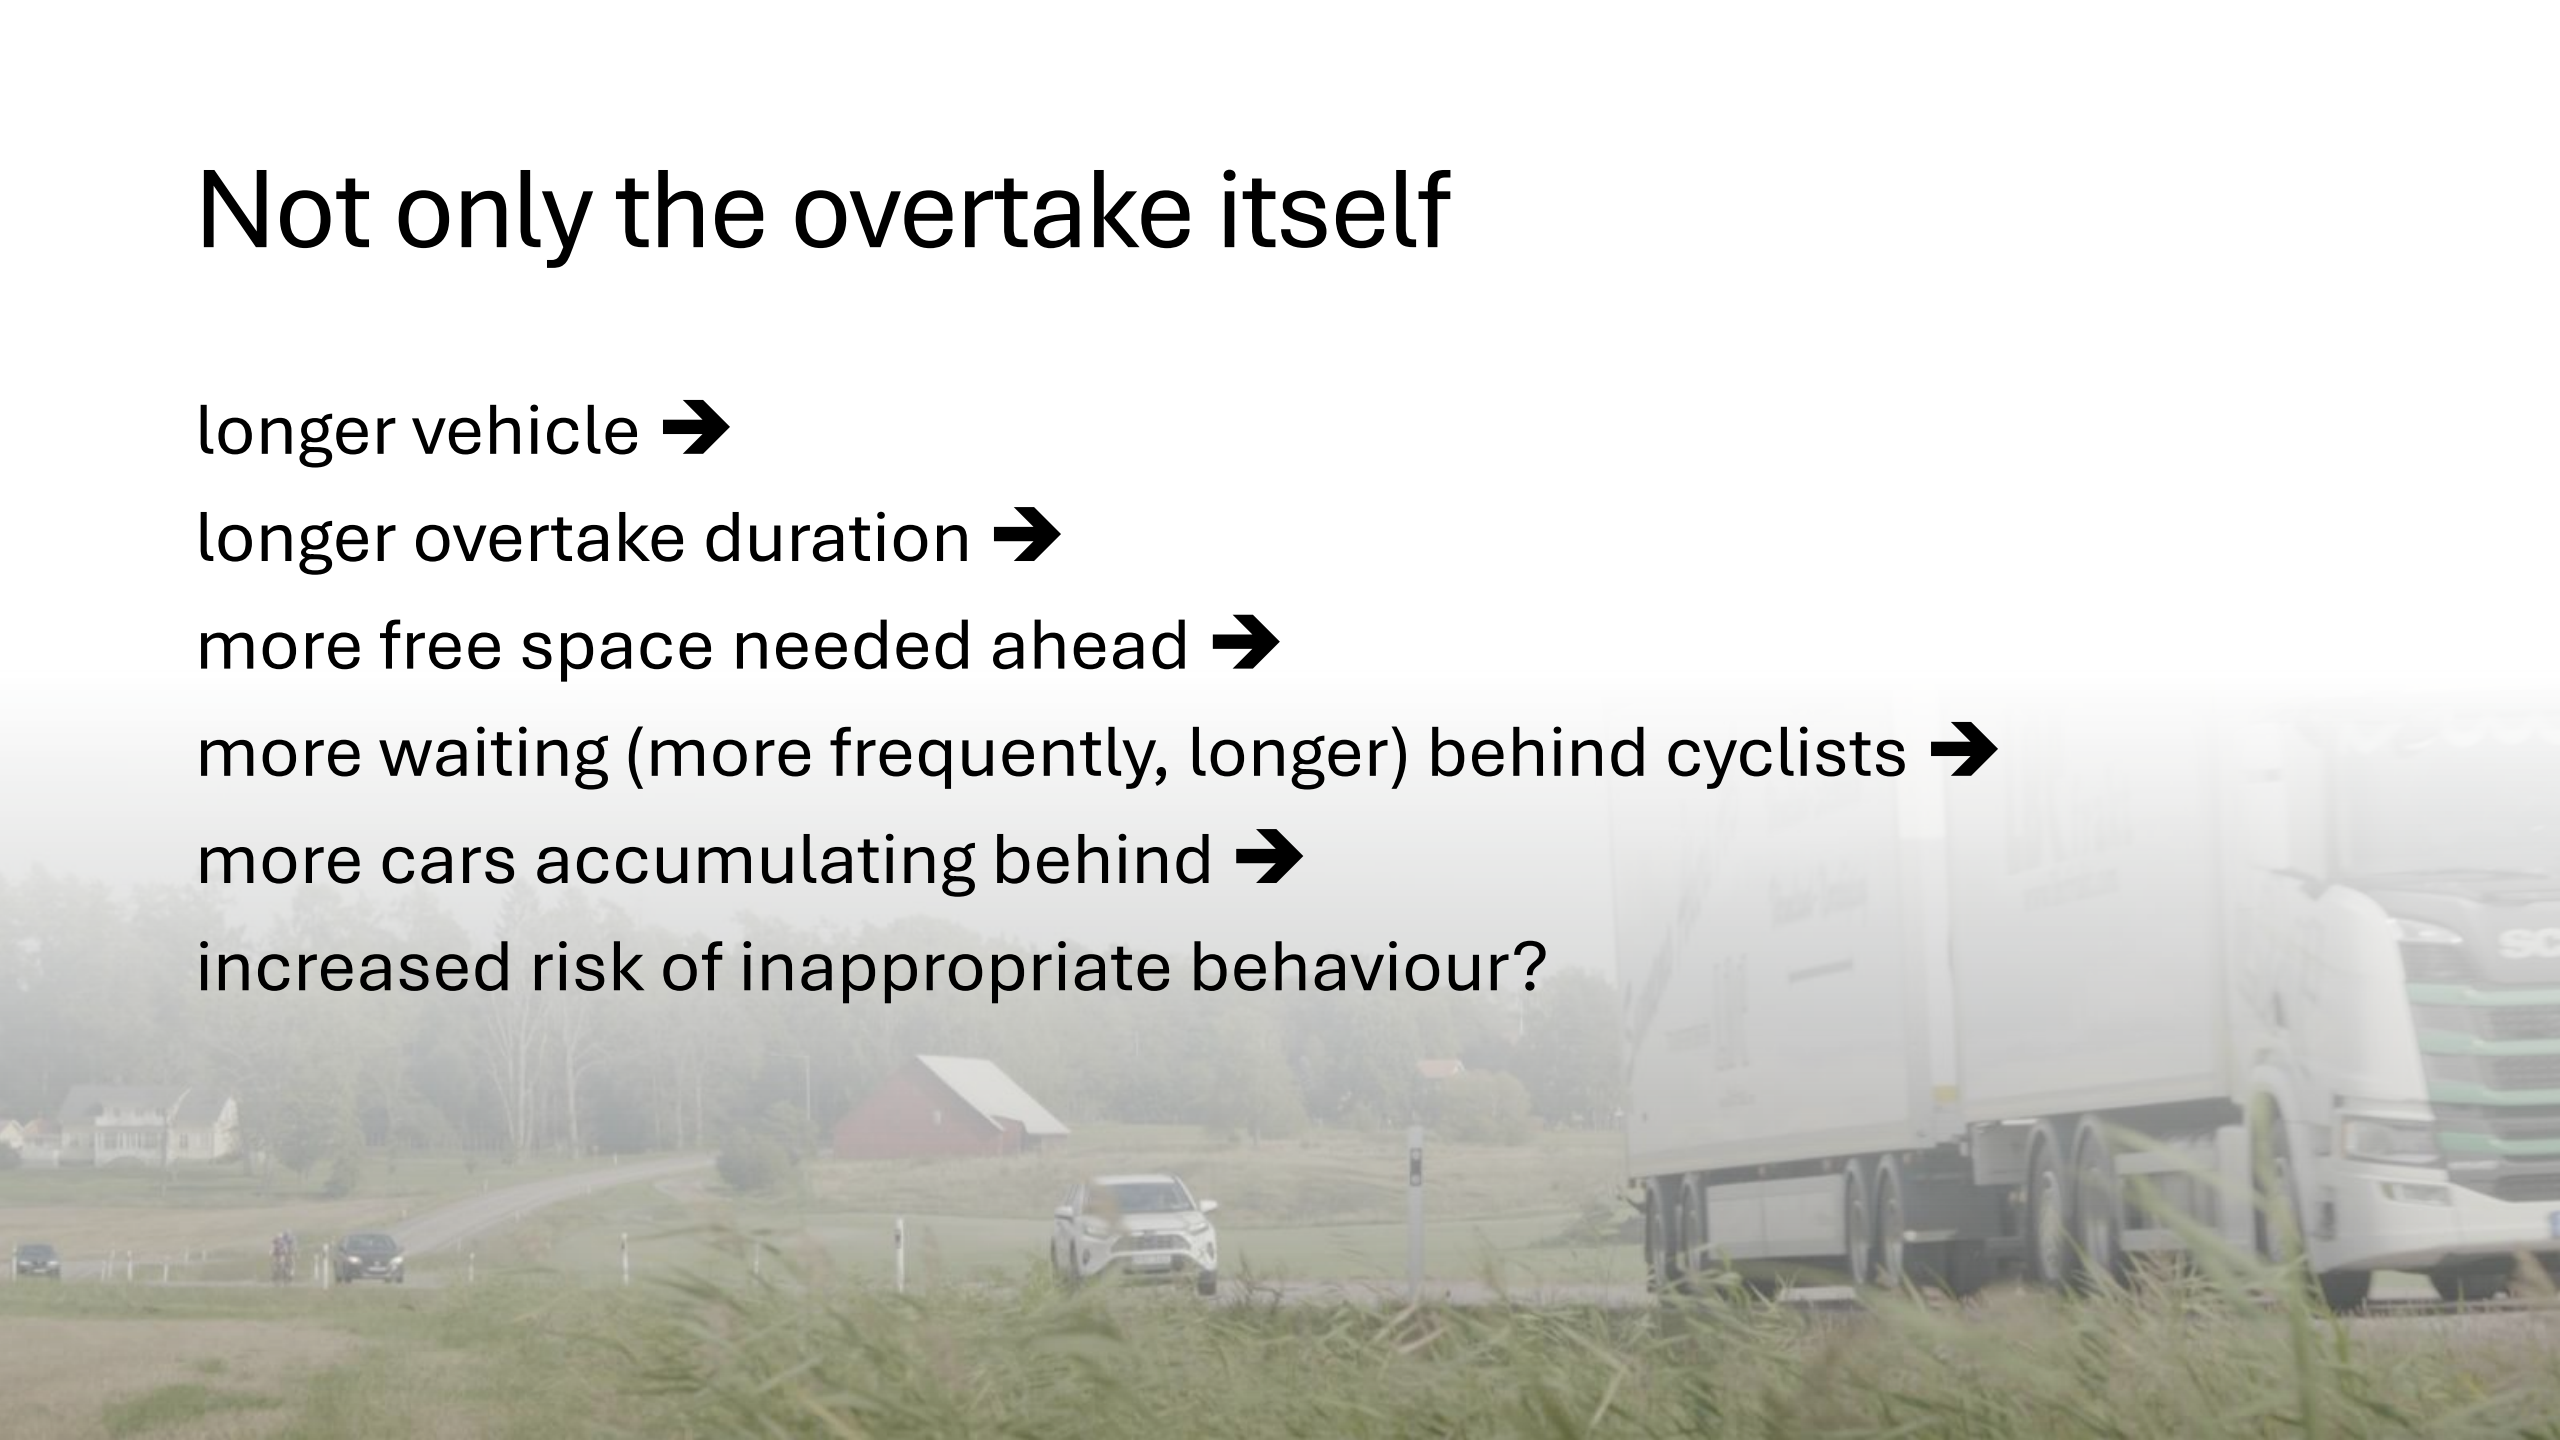 Not only the overtake itself
longer vehicle ➔
longer overtake duration ➔
more free space needed ahead ➔
more waiting (more frequently, longer) behind cyclists ➔
more cars accumulating behind ➔
increased risk of inappropriate behaviour?